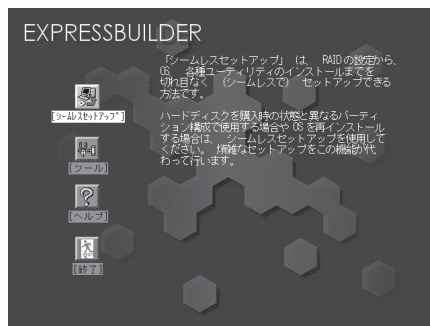 EXPRESSBUILDER
「シームレスセットアップ」 は、 RAIDの設定から、
OS、 各種ユーティリティのインストールまでを
切れ目なく (シームレスで) セットアップできる
方法です。
ハードディスクを購入時の状態と異なるパーティ
ション構成で使用する場合や OSを再インストール
する場合は、 シームレスセットアップを使用して
ください。 煩雑なセットアップをこの機能が代
わって行います。
[シームレスセットアップ]
[ツール]
[ヘルプ]
[終了]